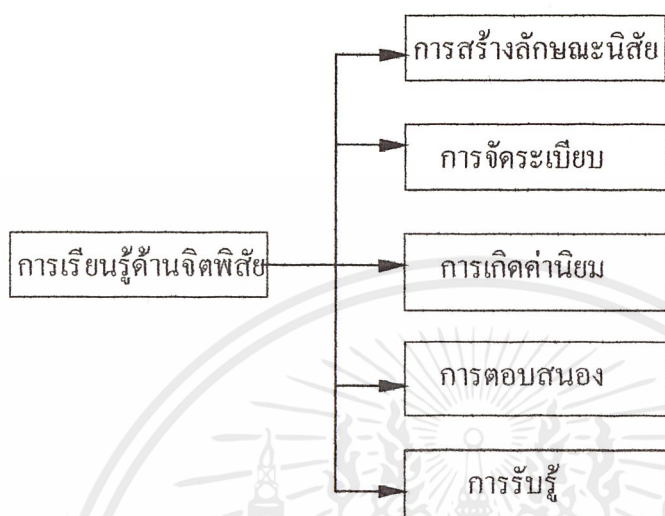 การสร้างลักษณะนิสัย
การจัดระเบียบ
การเรียนรู้ด้านจิตพิสัย
การเกิดค่านิยม
การตอบสนอง
การรับรู้